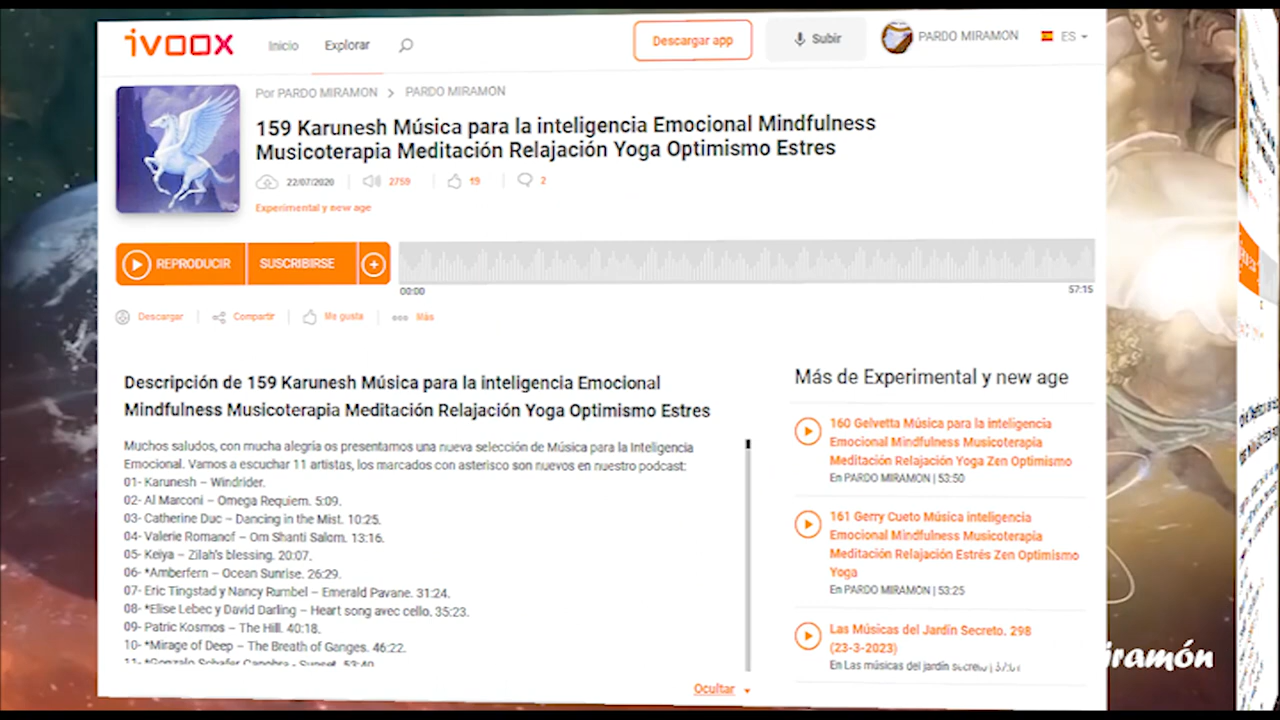 ivoox
Inicio
Explorar
Descargar app
Subir
PARDO MIRAMON
ES
Por PARDO MIRAMON
PARDO MIRAMON
159 Karunesh Música para la inteligencia Emocional Mindfulness
Musicoterapia Meditación Relajación Yoga Optimismo Estres
22/07/2020
2759
19
2
Experimental y new age
REPRODUCIR
SUSCRIBIRSE
00:00
57:15
Descargar
Compartir
Me gusta
Más
Descripción de 159 Karunesh Música para la inteligencia Emocional
Mindfulness Musicoterapia Meditación Relajación Yoga Optimismo Estres
Muchos saludos, con mucha alegria os presentamos una nueva selección de Música para la Inteligencia
Emocional. Vamos a escuchar 11 artistas, los marcados con asterisco son nuevos en nuestro podcast:
01- Karunesh – Windrider.
02- Al Marconi – Omega Requiem. 5:09.
03- Catherine Duc – Dancing in the Mist. 10:25.
04- Valerie Romanof – Om Shanti Salom. 13:16.
05- Keiya – Zilah's blessing. 20:07.
06- *Amberfern – Ocean Sunrise. 26:29.
07- Eric Tingstad y Nancy Rumbel – Emerald Pavane. 31:24.
08- *Elise Lebec y David Darling – Heart song avec cello. 35:23.
09- Patric Kosmos – The Hill. 40:18.
10- *Mirage of Deep – The Breath of Ganges. 46:22.
11- *Gonzalo Schafer Canobra - Sunset. 53:40
Ocultar
Más de Experimental y new age
160 Gelvetta Música para la inteligencia
Emocional Mindfulness Musicoterapia
Meditación Relajación Yoga Zen Optimismo
En PARDO MIRAMON | 53:50
161 Gerry Cueto Música inteligencia
Emocional Mindfulness Musicoterapia
Meditación Relajación Estrés Zen Optimismo
Yoga
En PARDO MIRAMON | 53:25
Las Músicas del Jardín Secreto. 298
(23-3-2023)
En Las músicas del jardín secreto | 57:01
iramón